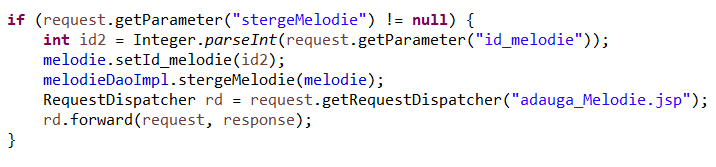 if (request.getParameter("stergeMelodie") != null) {
    int id2 = Integer.parseInt(request.getParameter("id_melodie"));
    melodie.setId_melodie(id2);
    melodieDaoImpl.stergeMelodie(melodie);
    RequestDispatcher rd = request.getRequestDispatcher("adauga_Melodie.jsp");
    rd.forward(request, response);
}